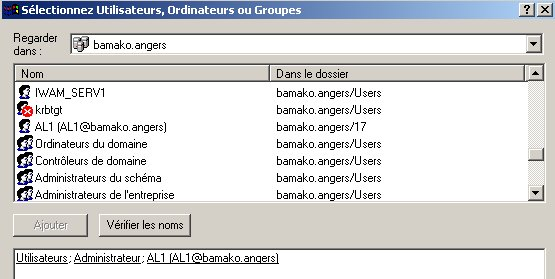 Sélectionnez Utilisateurs, Ordinateurs ou Groupes
Regarder dans : bamako.angers
Nom Dans le dossier
IWAM_SERV1 bamako.angers/Users
krbtgt bamako.angers/Users
AL1 (AL1@bamako.angers) bamako.angers/17
Ordinateurs du domaine bamako.angers/Users
Contrôleurs de domaine bamako.angers/Users
Administrateurs du schéma bamako.angers/Users
Administrateurs de l'entreprise bamako.angers/Users
Ajouter Vérifier les noms
Utilisateurs; Administrateur; AL1 (AL1@bamako.angers)